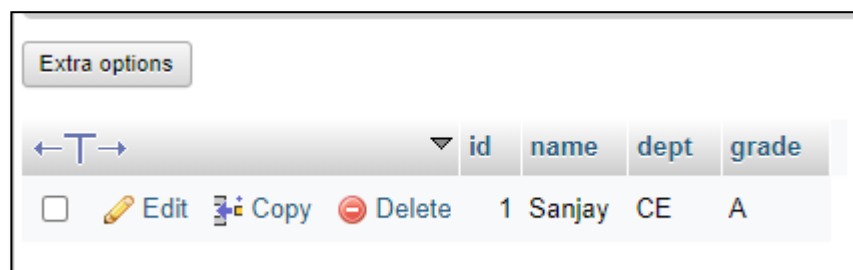 Extra options
id name dept grade
Edit Copy Delete 1 Sanjay CE A